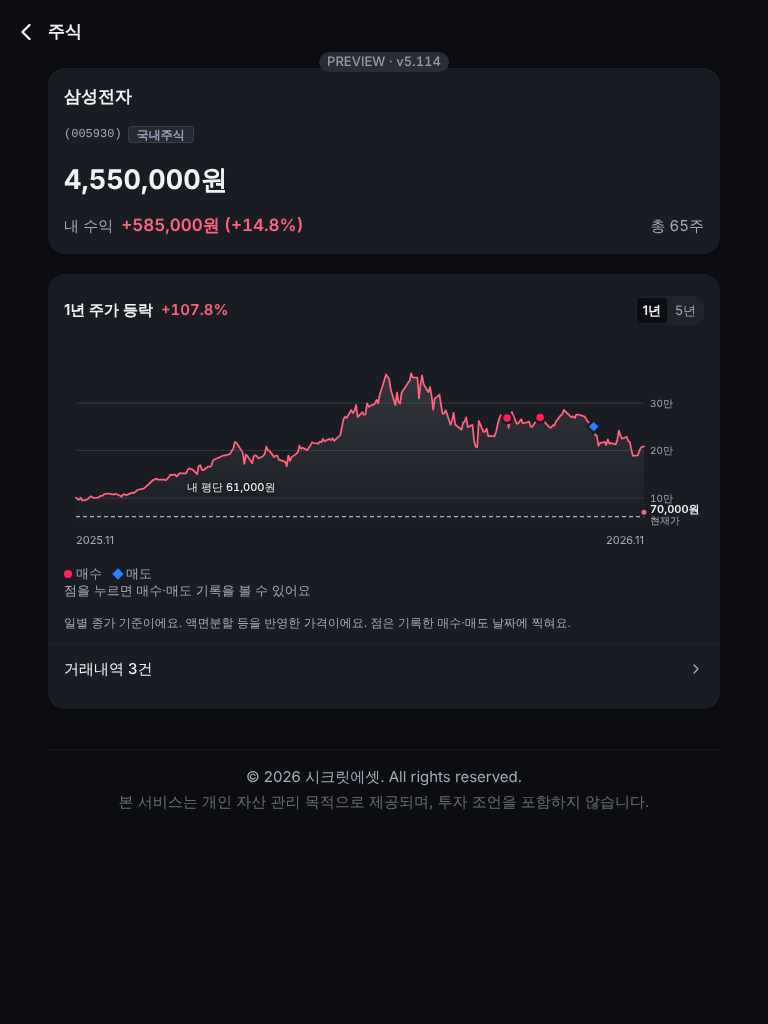 주식
PREVIEW · v5.114
삼성전자
(005930) 국내주식
4,550,000원
내 수익 +585,000원 (+14.8%) 총 65주
1년 주가 등락 +107.8% 1년 5년
30만
20만
내 평단 61,000원
10만
70,000원
현재가
2025.11 2026.11
매수 매도
점을 누르면 매수·매도 기록을 볼 수 있어요
일별 종가 기준이에요. 액면분할 등을 반영한 가격이에요. 점은 기록한 매수·매도 날짜에 찍혀요.
거래내역 3건
© 2026 시크릿에셋. All rights reserved.
본 서비스는 개인 자산 관리 목적으로 제공되며, 투자 조언을 포함하지 않습니다.